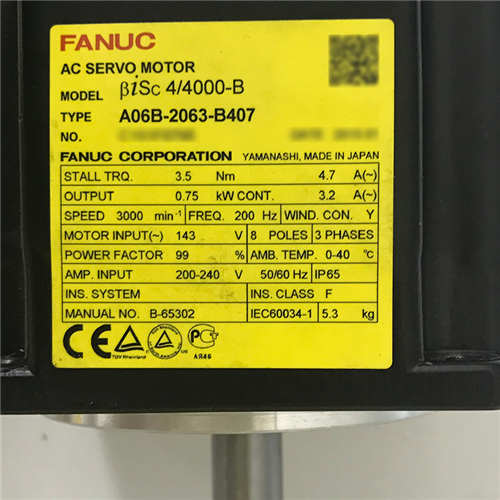 FANUC
AC SERVO MOTOR
MODEL βiSc 4/4000-B
TYPE A06B-2063-B407
NO.
FANUC CORPORATION YAMANASHI, MADE IN JAPAN
STALL TRQ. 3.5 Nm 4.7 A(~)
OUTPUT 0.75 kW CONT. 3.2 A(~)
SPEED 3000 min⁻¹ FREQ. 200 Hz WIND. CON. Y
MOTOR INPUT(~) 143 V 8 POLES 3 PHASES
POWER FACTOR 99 % AMB. TEMP. 0-40 ℃
AMP. INPUT 200-240 V 50/60 Hz IP65
INS. SYSTEM INS. CLASS F
MANUAL NO. B-65302 IEC60034-1 5.3 kg
CE
TUV Rheinland
АЯ46